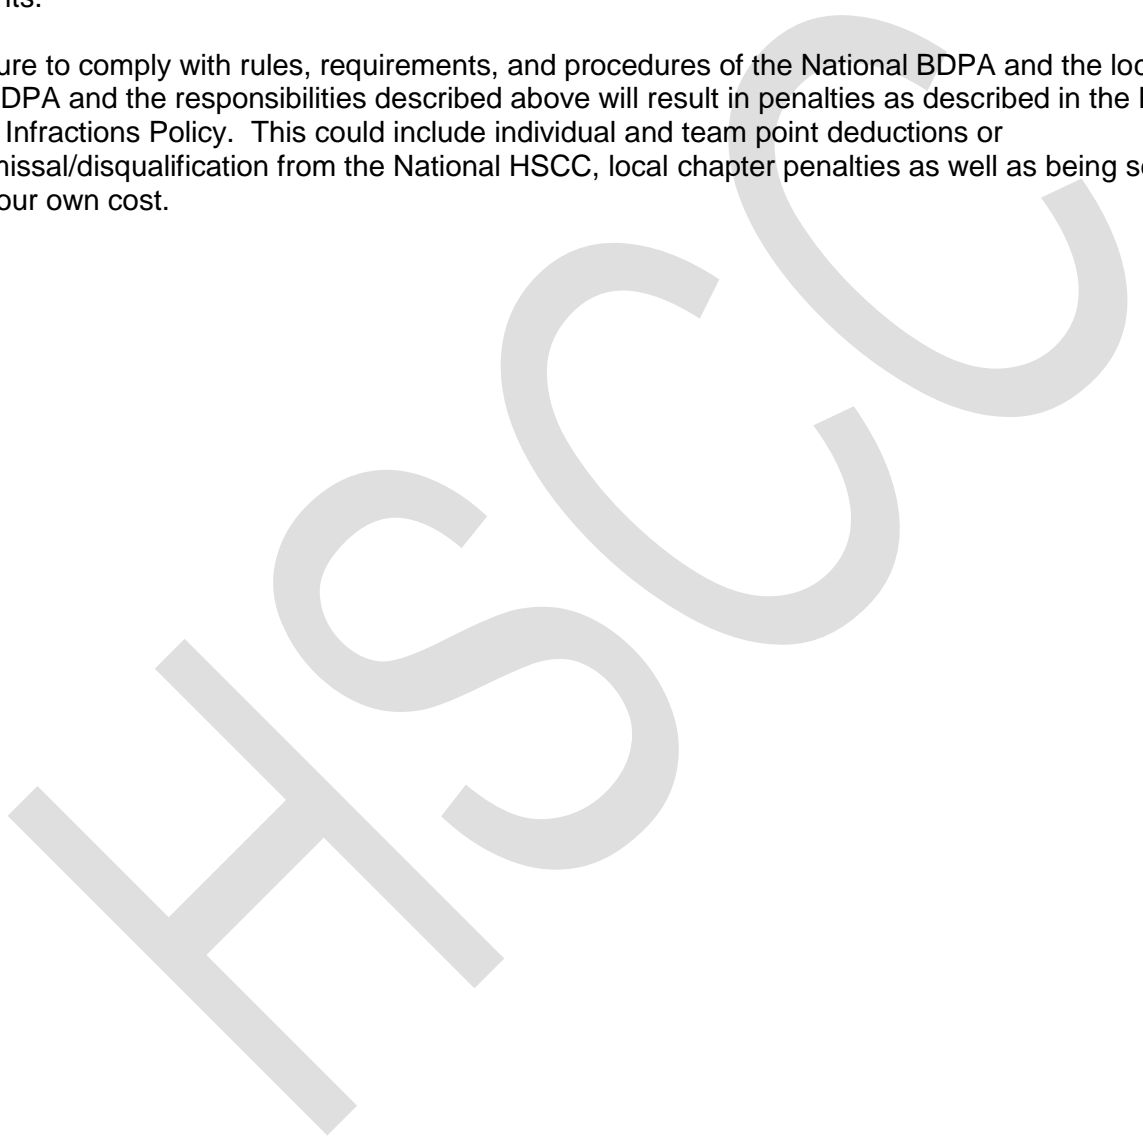 ure to comply with rules, requirements, and procedures of the National BDPA and the loc
DPA and the responsibilities described above will result in penalties as described in the
Infractions Policy.  This could include individual and team point deductions or
missal/disqualification from the National HSCC, local chapter penalties as well as being se
our own cost.
HSCC